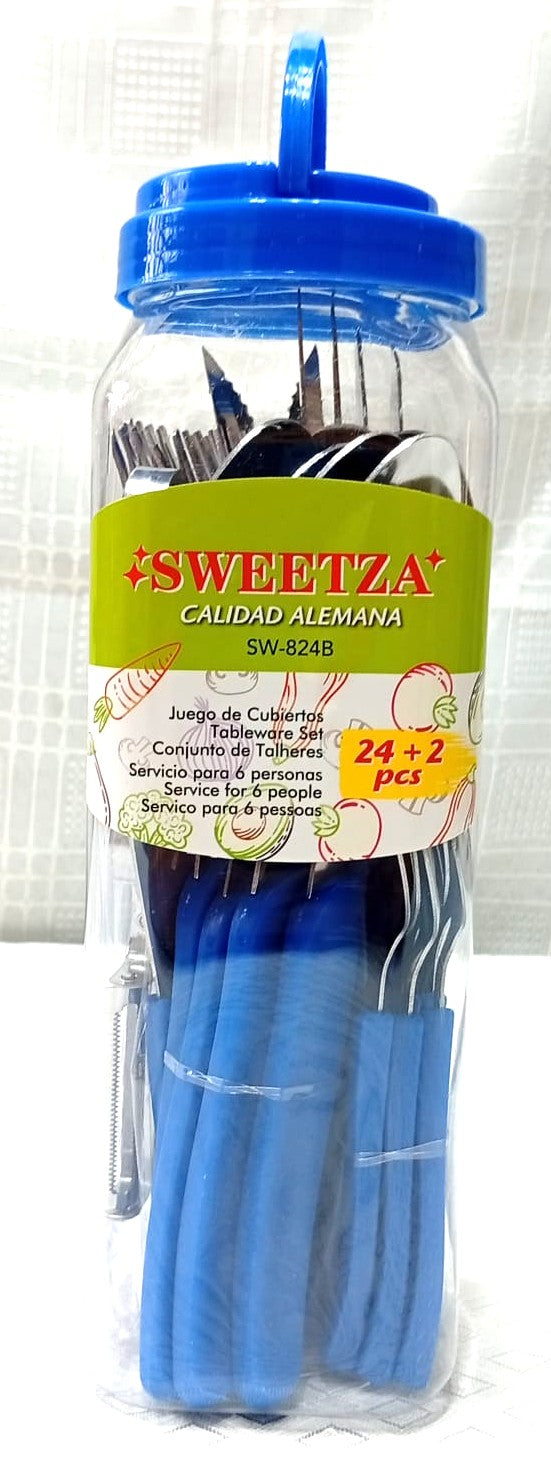 SWEETZA
CALIDAD ALEMANA
SW-824B
Juego de Cubiertos
Tableware Set
Conjunto de Talheres
Servicio para 6 personas
Service for 6 people
Servico para 6 pessoas
24 + 2
pcs